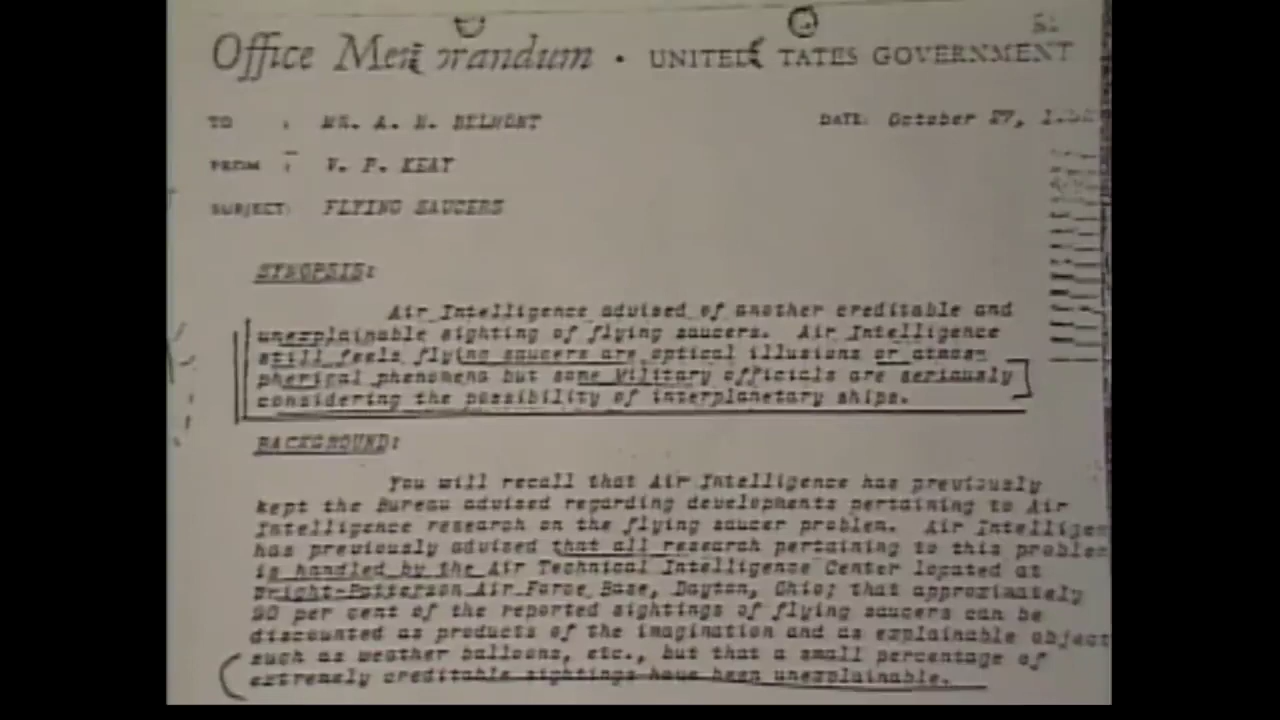 Office Memorandum • UNITED STATES GOVERNMENT
TO : MR. A. H. BELMONT
DATE: October 27,
FROM : V. P. KEAY
SUBJECT: FLYING SAUCERS
SYNOPSIS:
Air Intelligence advised of another creditable and
unexplainable sighting of flying saucers. Air Intelligence
still feels flying saucers are optical illusions or atmos-
pherical phenomena but some Military officials are seriously
considering the possibility of interplanetary ships.
BACKGROUND:
You will recall that Air Intelligence has previously
kept the Bureau advised regarding developments pertaining to Air
Intelligence research on the flying saucer problem. Air Intelligen
has previously advised that all research pertaining to this problem
is handled by the Air Technical Intelligence Center located at
Wright-Patterson Air Force Base, Dayton, Ohio; that approximately
90 per cent of the reported sightings of flying saucers can be
discounted as products of the imagination and as explainable object
such as weather balloons, etc., but that a small percentage of
extremely creditable sightings have been unexplainable.